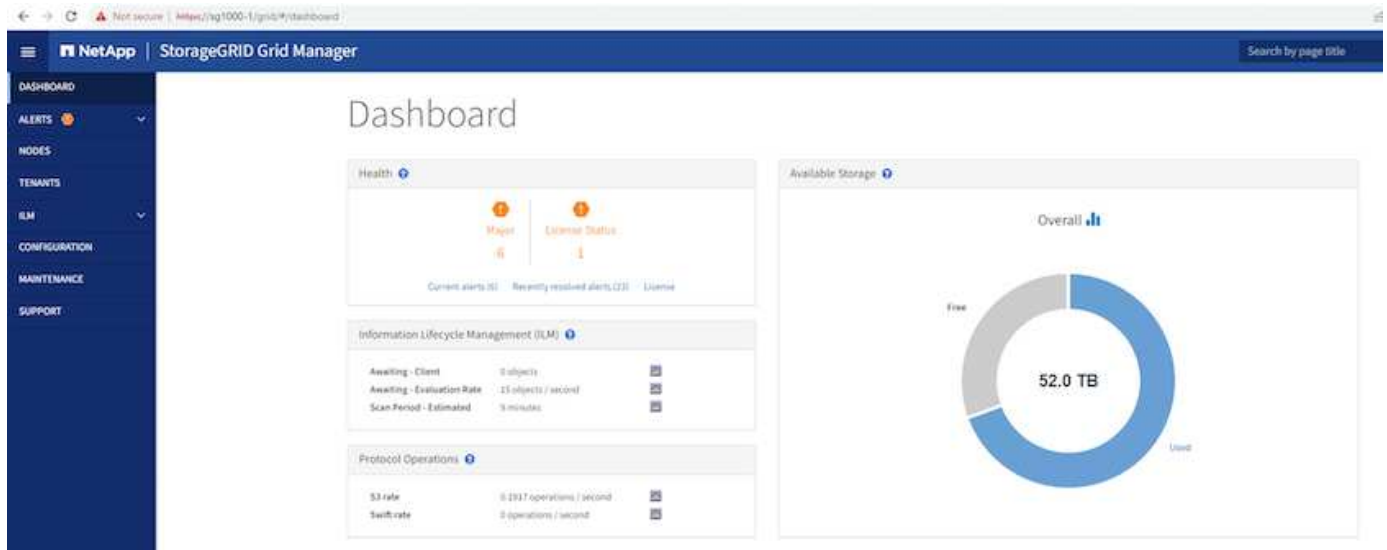 Not secure | https://sg1000-1/grid/#/dashboard
NetApp | StorageGRID Grid Manager
Search by page title
DASHBOARD
ALERTS
NODES
TENANTS
ILM
CONFIGURATION
MAINTENANCE
SUPPORT
Dashboard
Health
Major
License Status
6
1
Current alerts (6)
Recently resolved alerts (23)
License
Information Lifecycle Management (ILM)
Awaiting - Client
0 objects
Awaiting - Evaluation Rate
15 objects / second
Scan Period - Estimated
Protocol Operations
S3 rate
0.1917 operations / second
Swift rate
0 operations / second
Available Storage
Overall
Free
52.0 TB
Used